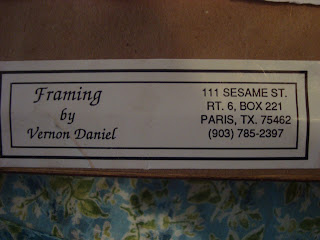 Framing
by
Vernon Daniel
111 SESAME ST.
RT. 6, BOX 221
PARIS, TX. 75462
(903) 785-2397